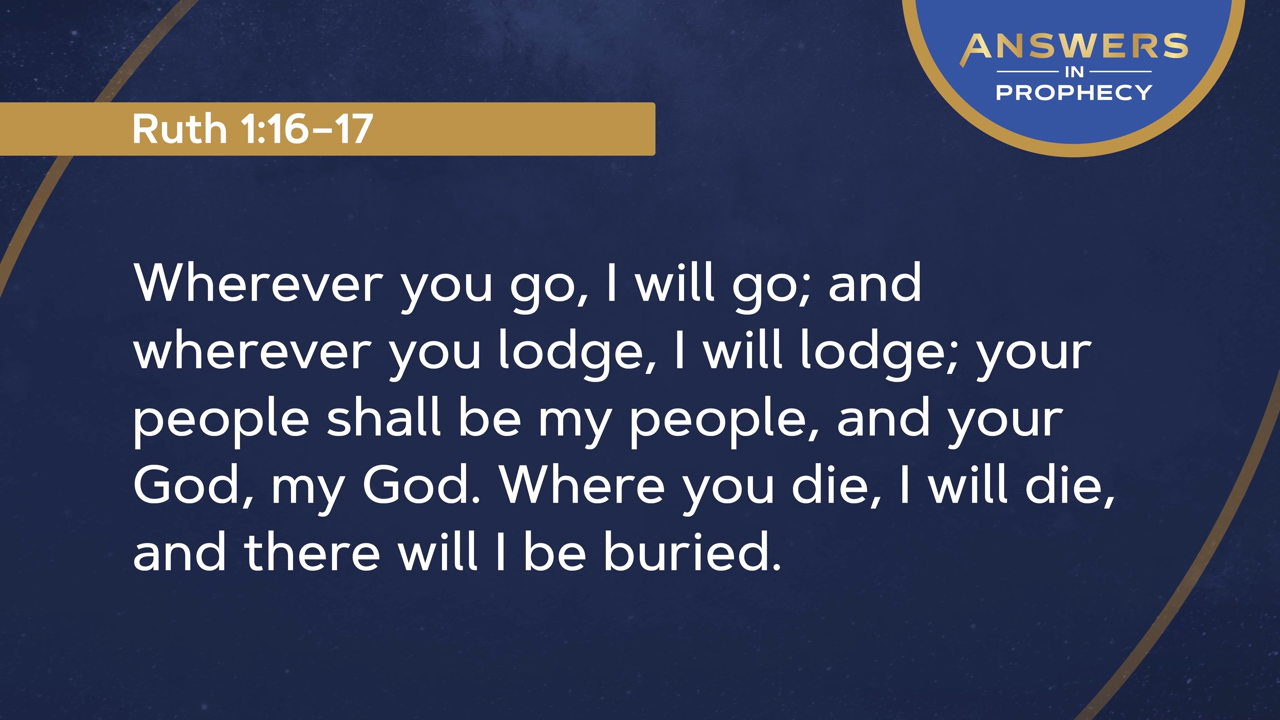 ANSWERS
IN
PROPHECY
Ruth 1:16–17
Wherever you go, I will go; and
wherever you lodge, I will lodge; your
people shall be my people, and your
God, my God. Where you die, I will die,
and there will I be buried.